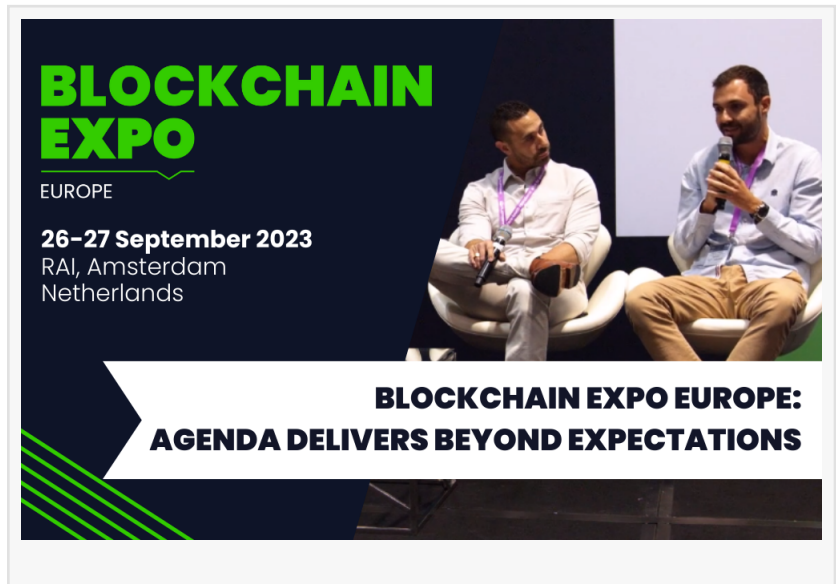 BLOCKCHAIN
EXPO
EUROPE
26-27 September 2023
RAI, Amsterdam
Netherlands
BLOCKCHAIN EXPO EUROPE:
AGENDA DELIVERS BEYOND EXPECTATIONS